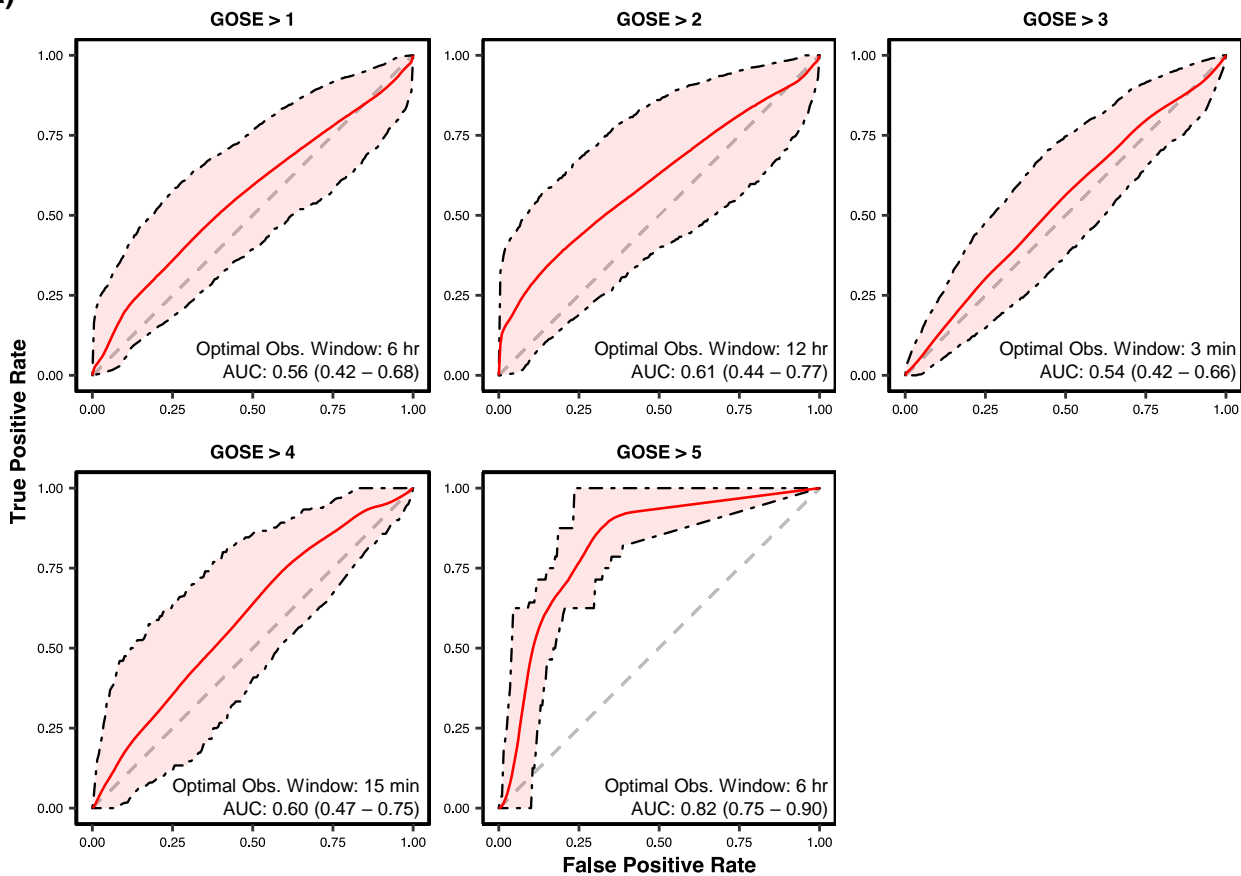 GOSE > 1
GOSE > 2
GOSE > 3
1.00
0.75
0.50
0.25
0.00
Optimal Obs. Window: 6 hr
AUC: 0.56 (0.42 – 0.68)
0.00 0.25 0.50 0.75 1.00
1.00
0.75
0.50
0.25
0.00
Optimal Obs. Window: 12 hr
AUC: 0.61 (0.44 – 0.77)
0.00 0.25 0.50 0.75 1.00
1.00
0.75
0.50
0.25
0.00
Optimal Obs. Window: 3 min
AUC: 0.54 (0.42 – 0.66)
0.00 0.25 0.50 0.75 1.00
True Positive Rate
GOSE > 4
GOSE > 5
1.00
0.75
0.50
0.25
0.00
Optimal Obs. Window: 15 min
AUC: 0.60 (0.47 – 0.75)
0.00 0.25 0.50 0.75 1.00
1.00
0.75
0.50
0.25
0.00
Optimal Obs. Window: 6 hr
AUC: 0.82 (0.75 – 0.90)
0.00 0.25 0.50 0.75 1.00
False Positive Rate